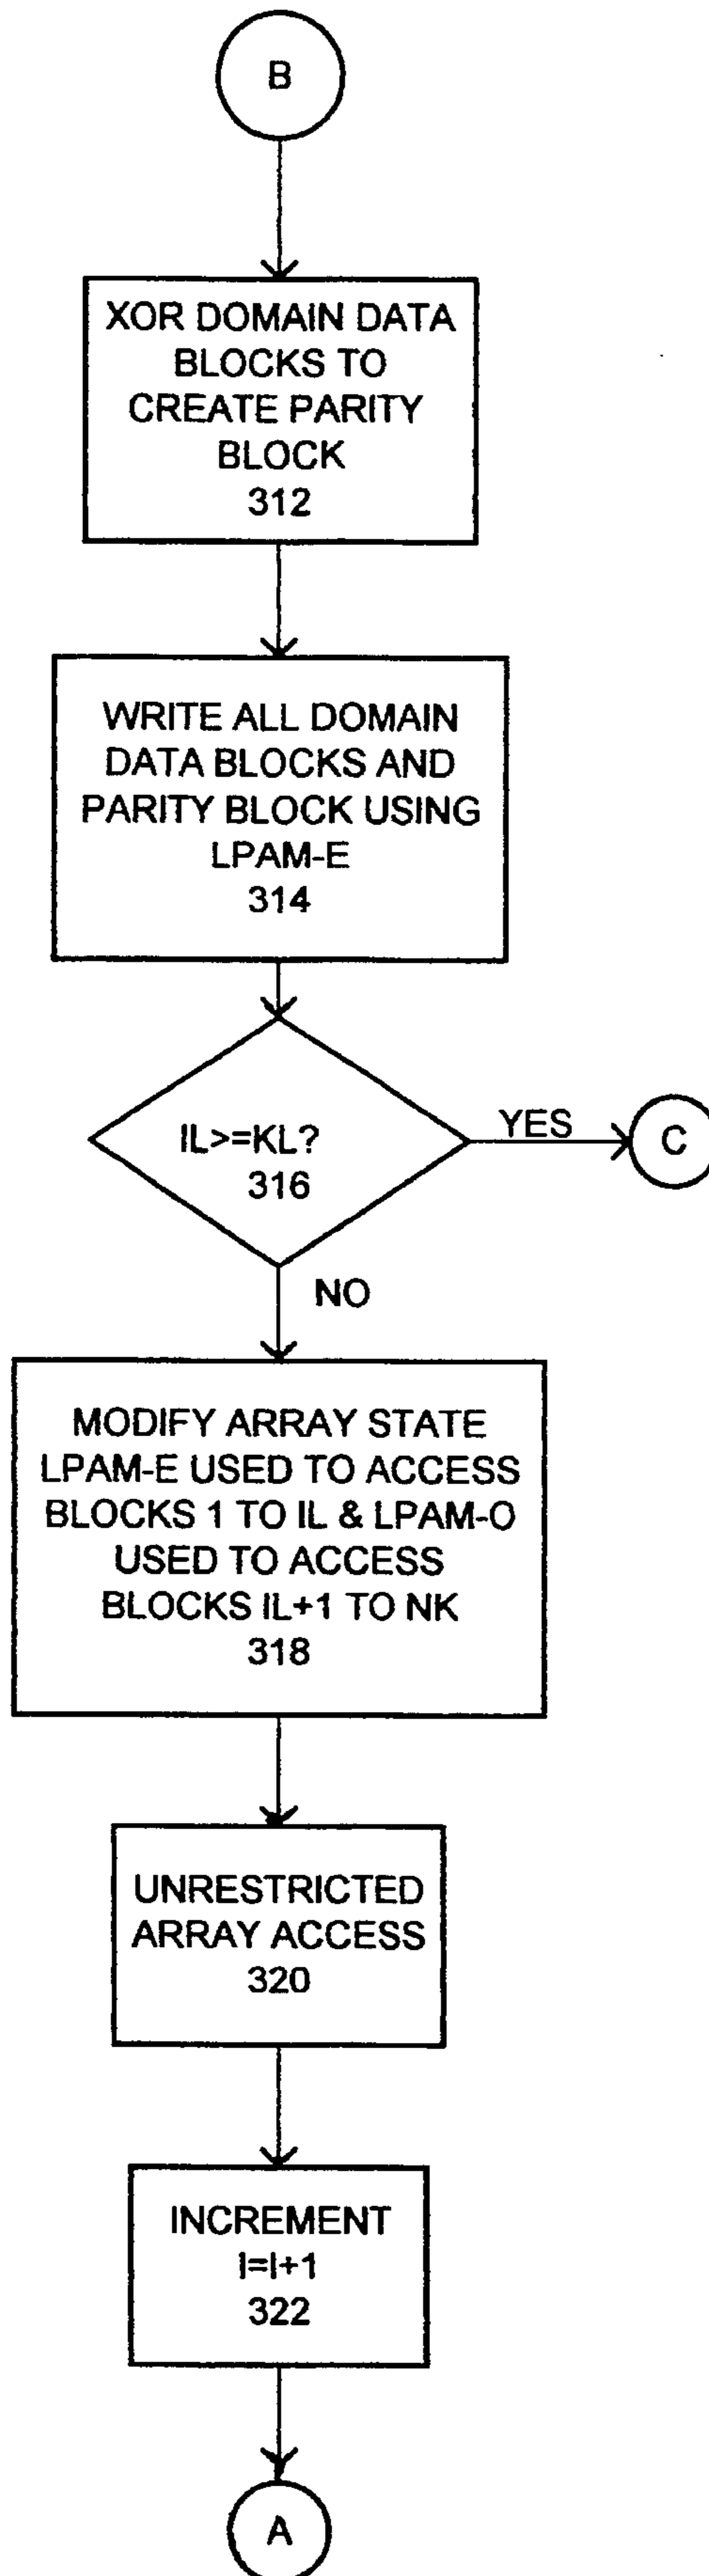 B
XOR DOMAIN DATA
BLOCKS TO
CREATE PARITY
BLOCK
312
WRITE ALL DOMAIN
DATA BLOCKS AND
PARITY BLOCK USING
LPAM-E
314
IL>=KL?
316
YES
C
NO
MODIFY ARRAY STATE
LPAM-E USED TO ACCESS
BLOCKS 1 TO IL & LPAM-O
USED TO ACCESS
BLOCKS IL+1 TO NK
318
UNRESTRICTED
ARRAY ACCESS
320
INCREMENT
I=I+1
322
A